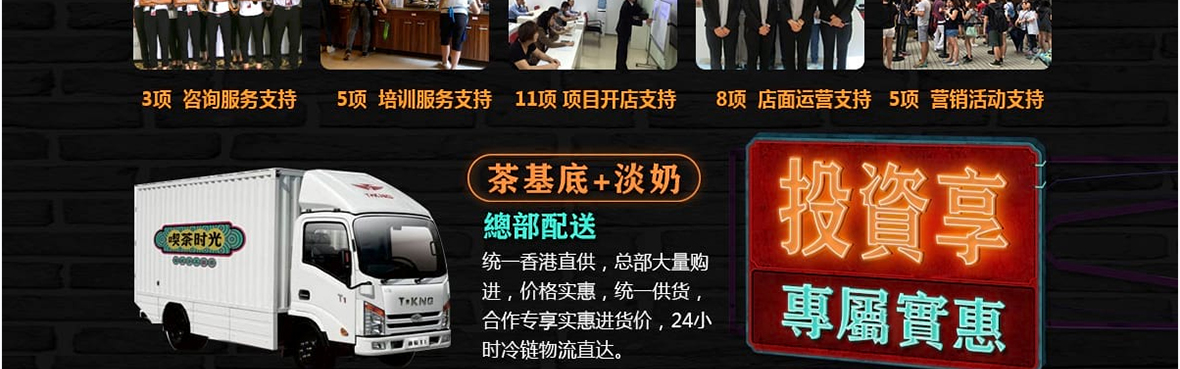 3项 咨询服务支持
5项 培训服务支持
11项 项目开店支持
8项 店面运营支持
5项 营销活动支持
茶基底+淡奶
總部配送
统一香港直供，总部大量购
进，价格实惠，统一供货，
合作专享实惠进货价，24小
时冷链物流直达。
喫茶时光
T·KNG
T·KNG
T1
投資享
專屬實惠